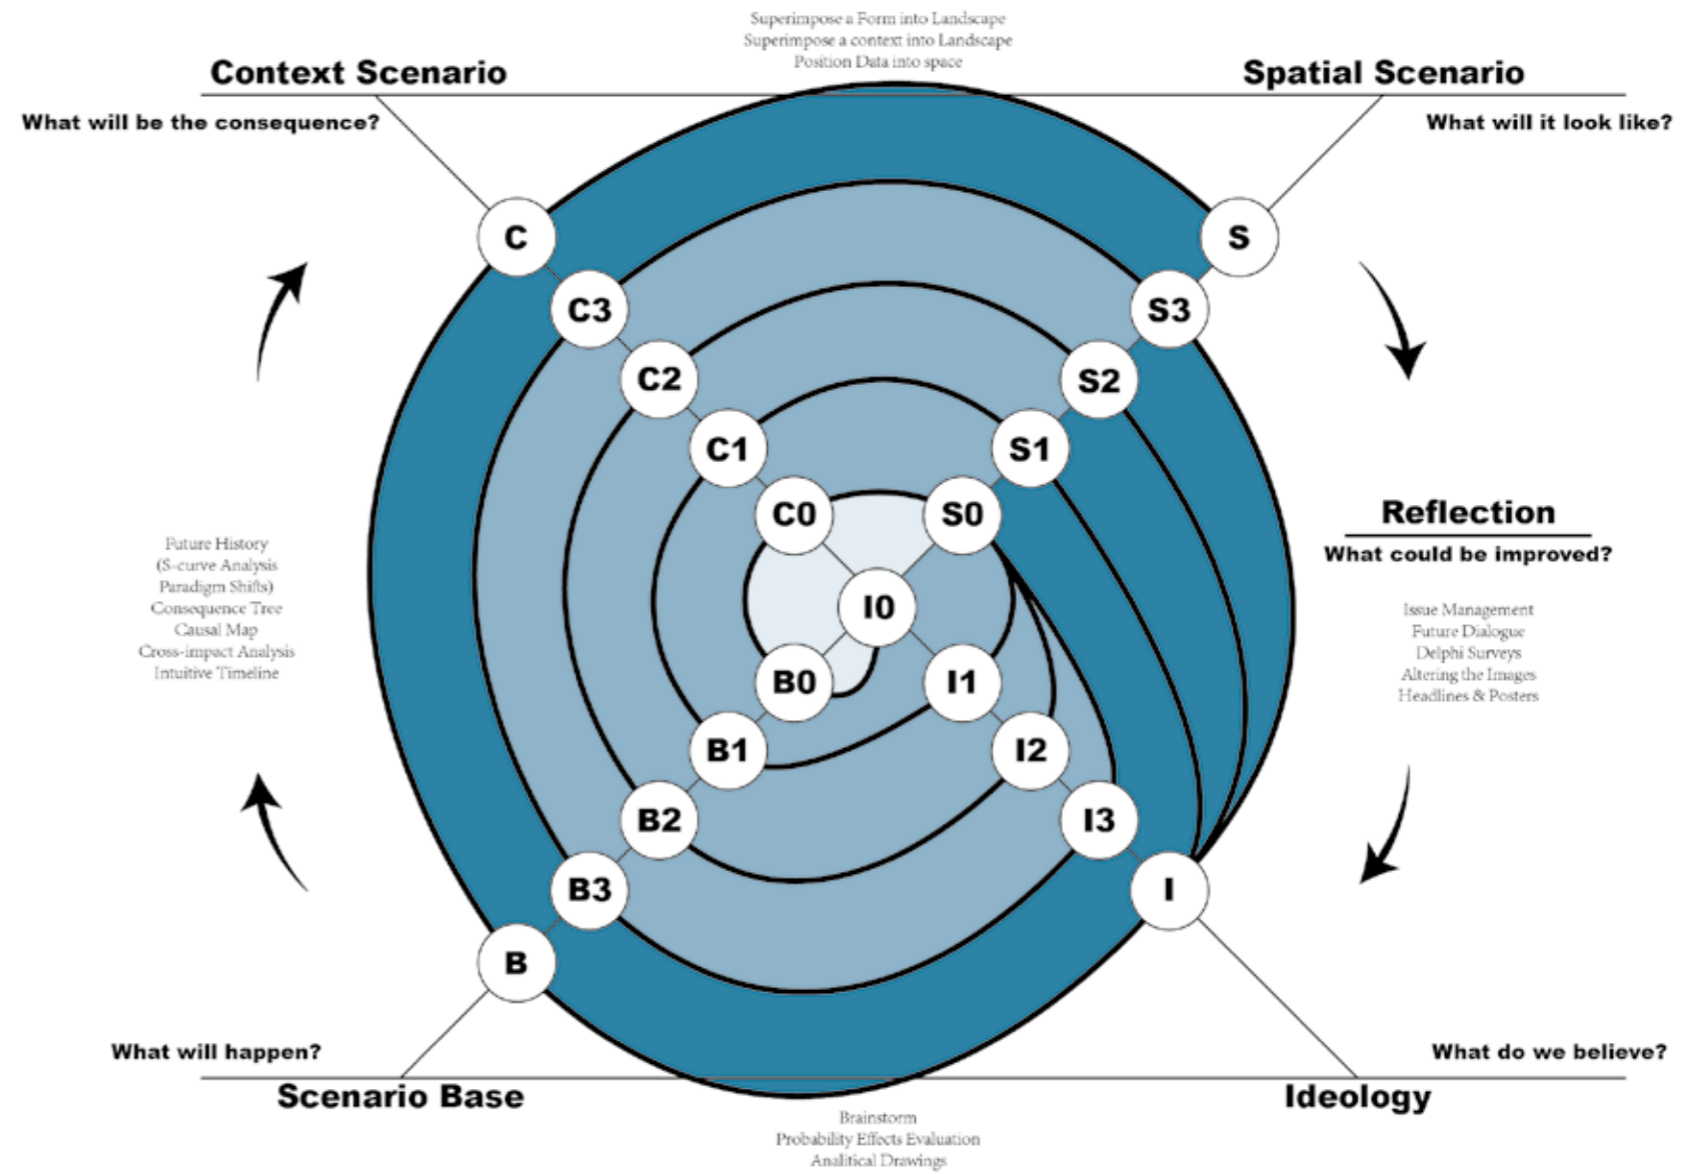 Superimpose a Form into Landscape
Superimpose a context into Landscape
Position Data into space
Context Scenario
Spatial Scenario
What will be the consequence?
What will it look like?
C
S
C3
S3
C2
S2
C1
S1
C0
S0
I0
B0
I1
B1
I2
B2
I3
B3
I
B
Reflection
What could be improved?
Issue Management
Future Dialogue
Delphi Surveys
Altering the Images
Headlines & Posters
Future History
(S-curve Analysis
Paradigm Shifts)
Consequence Tree
Causal Map
Cross-impact Analysis
Intuitive Timeline
What will happen?
What do we believe?
Scenario Base
Ideology
Brainstorm
Probability Effects Evaluation
Analitical Drawings